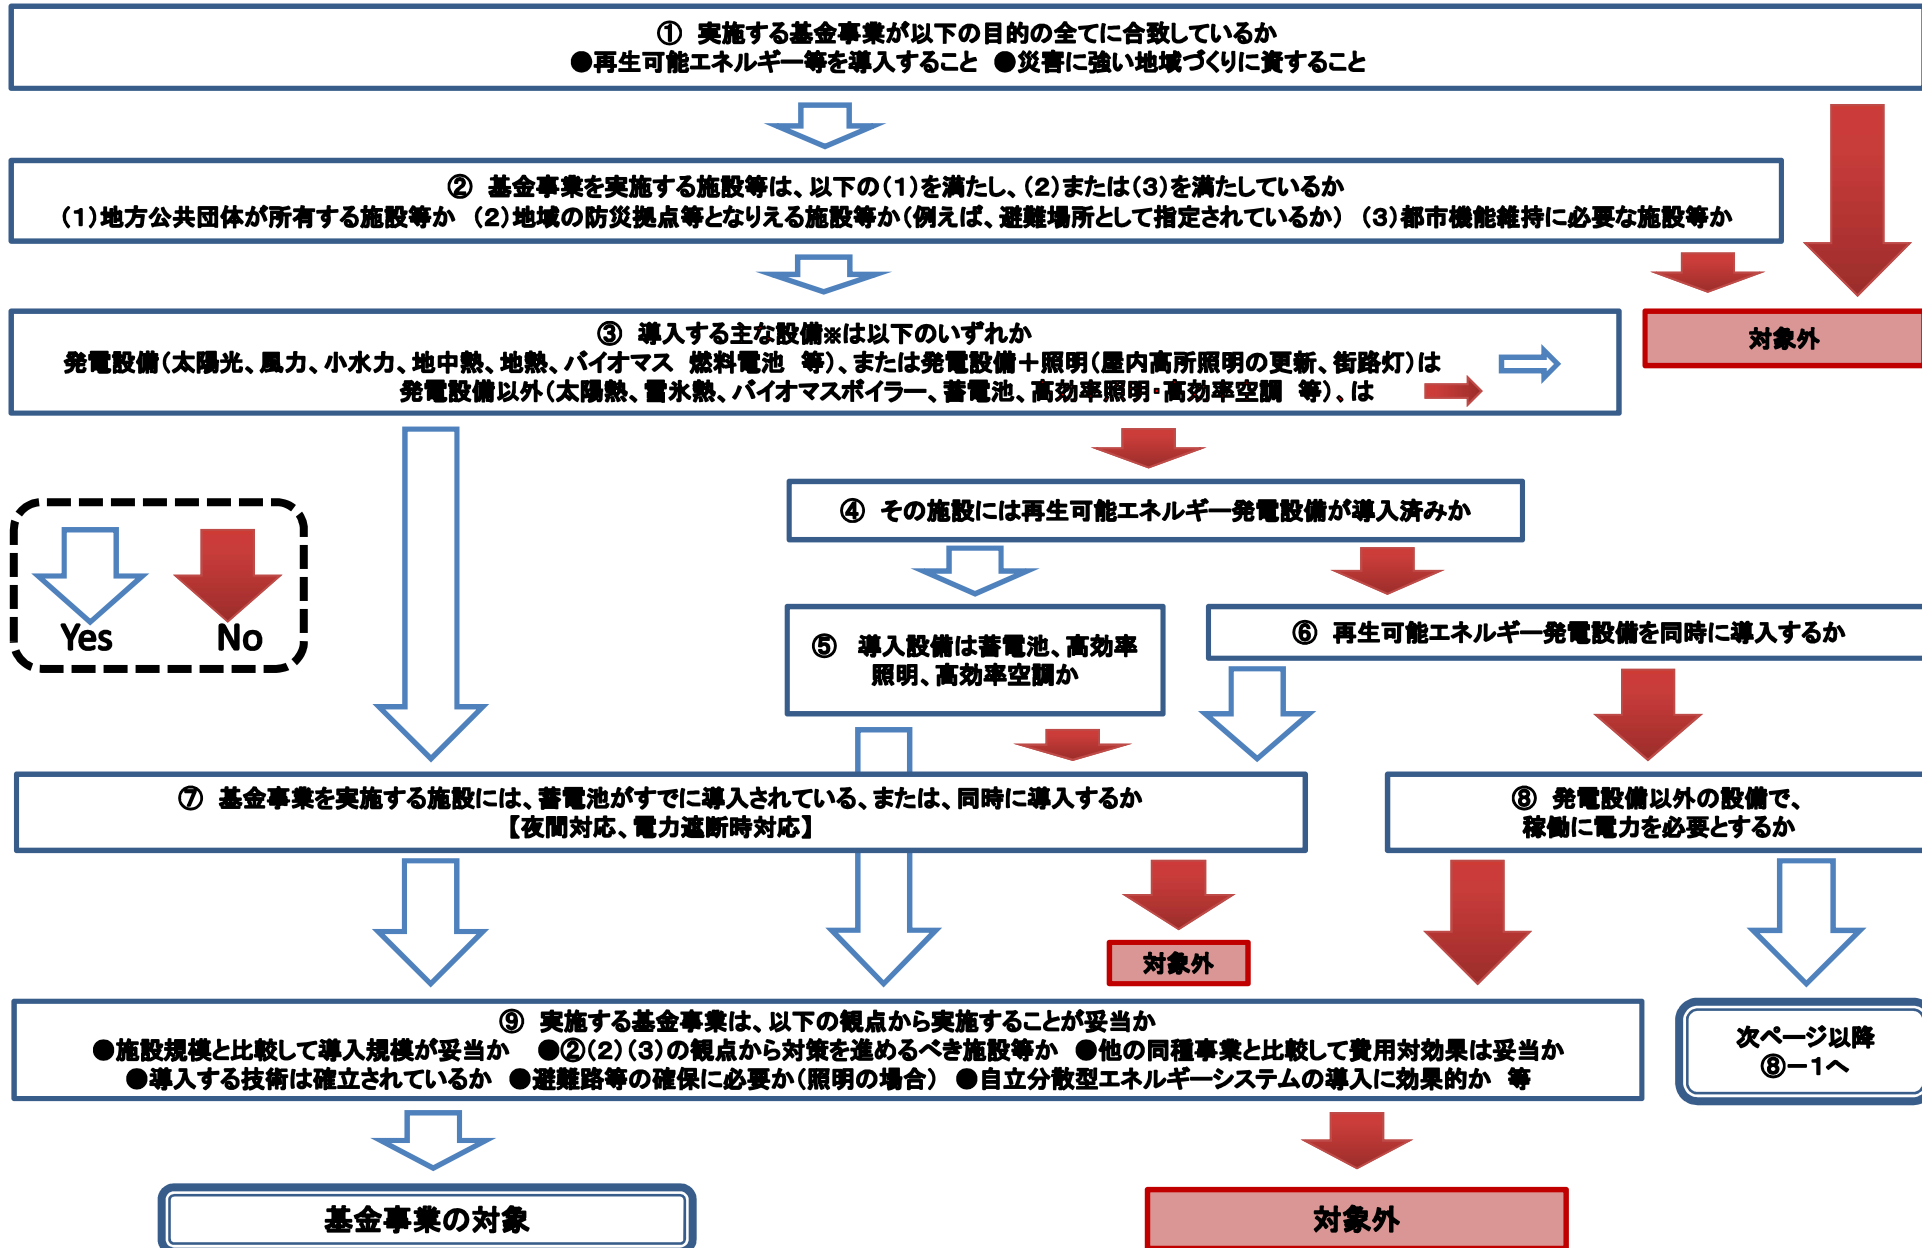 ① 実施する基金事業が以下の目的の全てに合致しているか
●再生可能エネルギー等を導入すること ●災害に強い地域づくりに資すること
② 基金事業を実施する施設等は、以下の(1)を満たし、(2)または(3)を満たしているか
(1)地方公共団体が所有する施設等か (2)地域の防災拠点等となりえる施設等か(例えば、避難場所として指定されているか) (3)都市機能維持に必要な施設等か
③ 導入する主な設備※は以下のいずれか
発電設備(太陽光、風力、小水力、地中熱、地熱、バイオマス 燃料電池 等)、または発電設備＋照明(屋内高所照明の更新、街路灯)は
発電設備以外(太陽熱、雪氷熱、バイオマスボイラー、蓄電池、高効率照明・高効率空調 等)、は
対象外
④ その施設には再生可能エネルギー発電設備が導入済みか
Yes No
⑤ 導入設備は蓄電池、高効率
照明、高効率空調か
⑥ 再生可能エネルギー発電設備を同時に導入するか
⑦ 基金事業を実施する施設には、蓄電池がすでに導入されている、または、同時に導入するか
【夜間対応、電力遮断時対応】
⑧ 発電設備以外の設備で、
稼働に電力を必要とするか
対象外
⑨ 実施する基金事業は、以下の観点から実施することが妥当か
●施設規模と比較して導入規模が妥当か ●②(2)(3)の観点から対策を進めるべき施設等か ●他の同種事業と比較して費用対効果は妥当か
●導入する技術は確立されているか ●避難路等の確保に必要か(照明の場合) ●自立分散型エネルギーシステムの導入に効果的か 等
次ページ以降
⑧－1へ
基金事業の対象
対象外